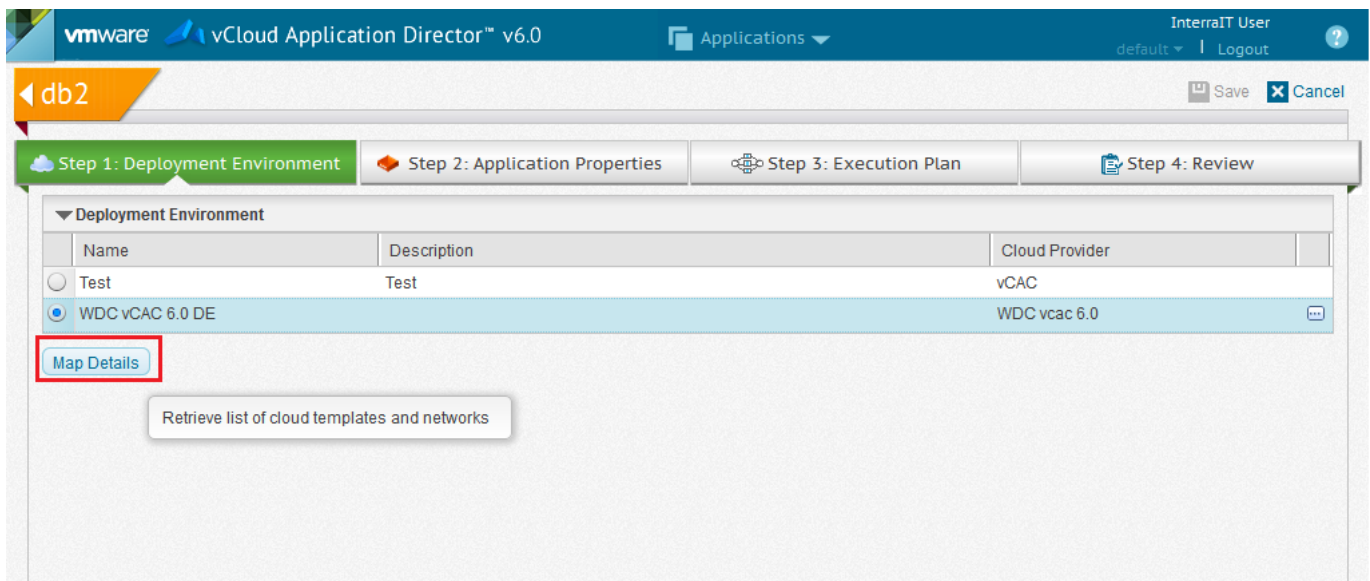 InterraIT User
vmware vCloud Application Director™ v6.0 Applications
default | Logout ?
db2 Save Cancel
Step 1: Deployment Environment Step 2: Application Properties Step 3: Execution Plan Step 4: Review
Deployment Environment
Name Description Cloud Provider
Test Test vCAC
WDC vCAC 6.0 DE WDC vcac 6.0
Map Details
Retrieve list of cloud templates and networks